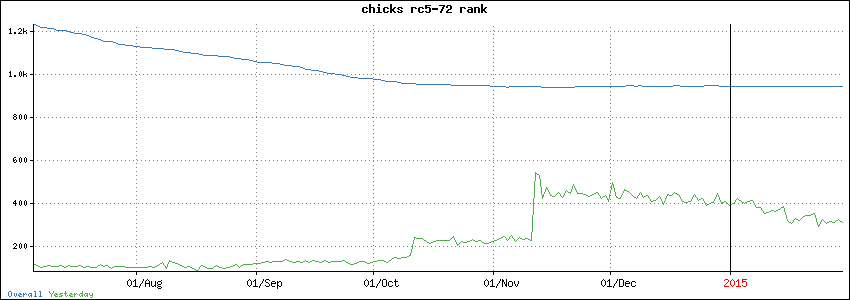 chicks rc5-72 rank
1.2k
1.0k
800
600
400
200
01/Aug 01/Sep 01/Oct 01/Nov 01/Dec 2015
Overall Yesterday